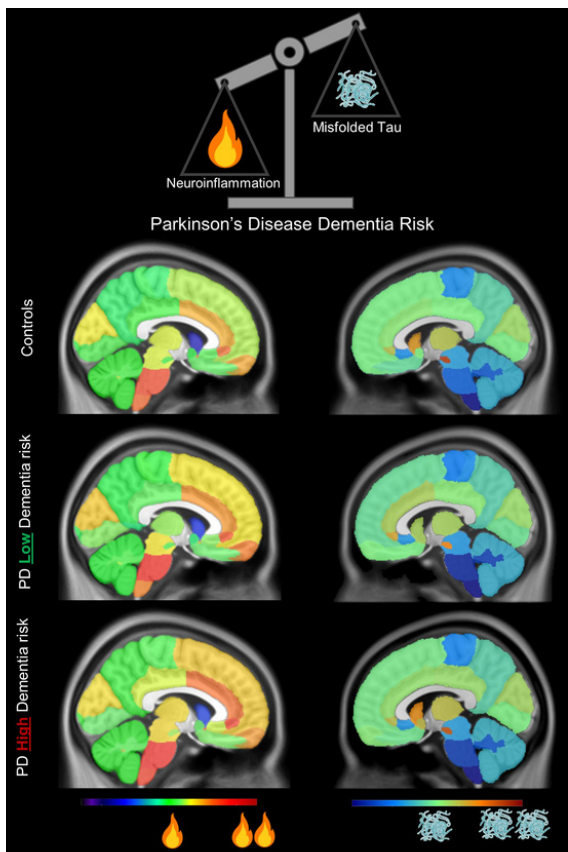 Misfolded Tau
Neuroinflammation
Parkinson's Disease Dementia Risk
Controls
PD Low Dementia risk
PD High Dementia risk